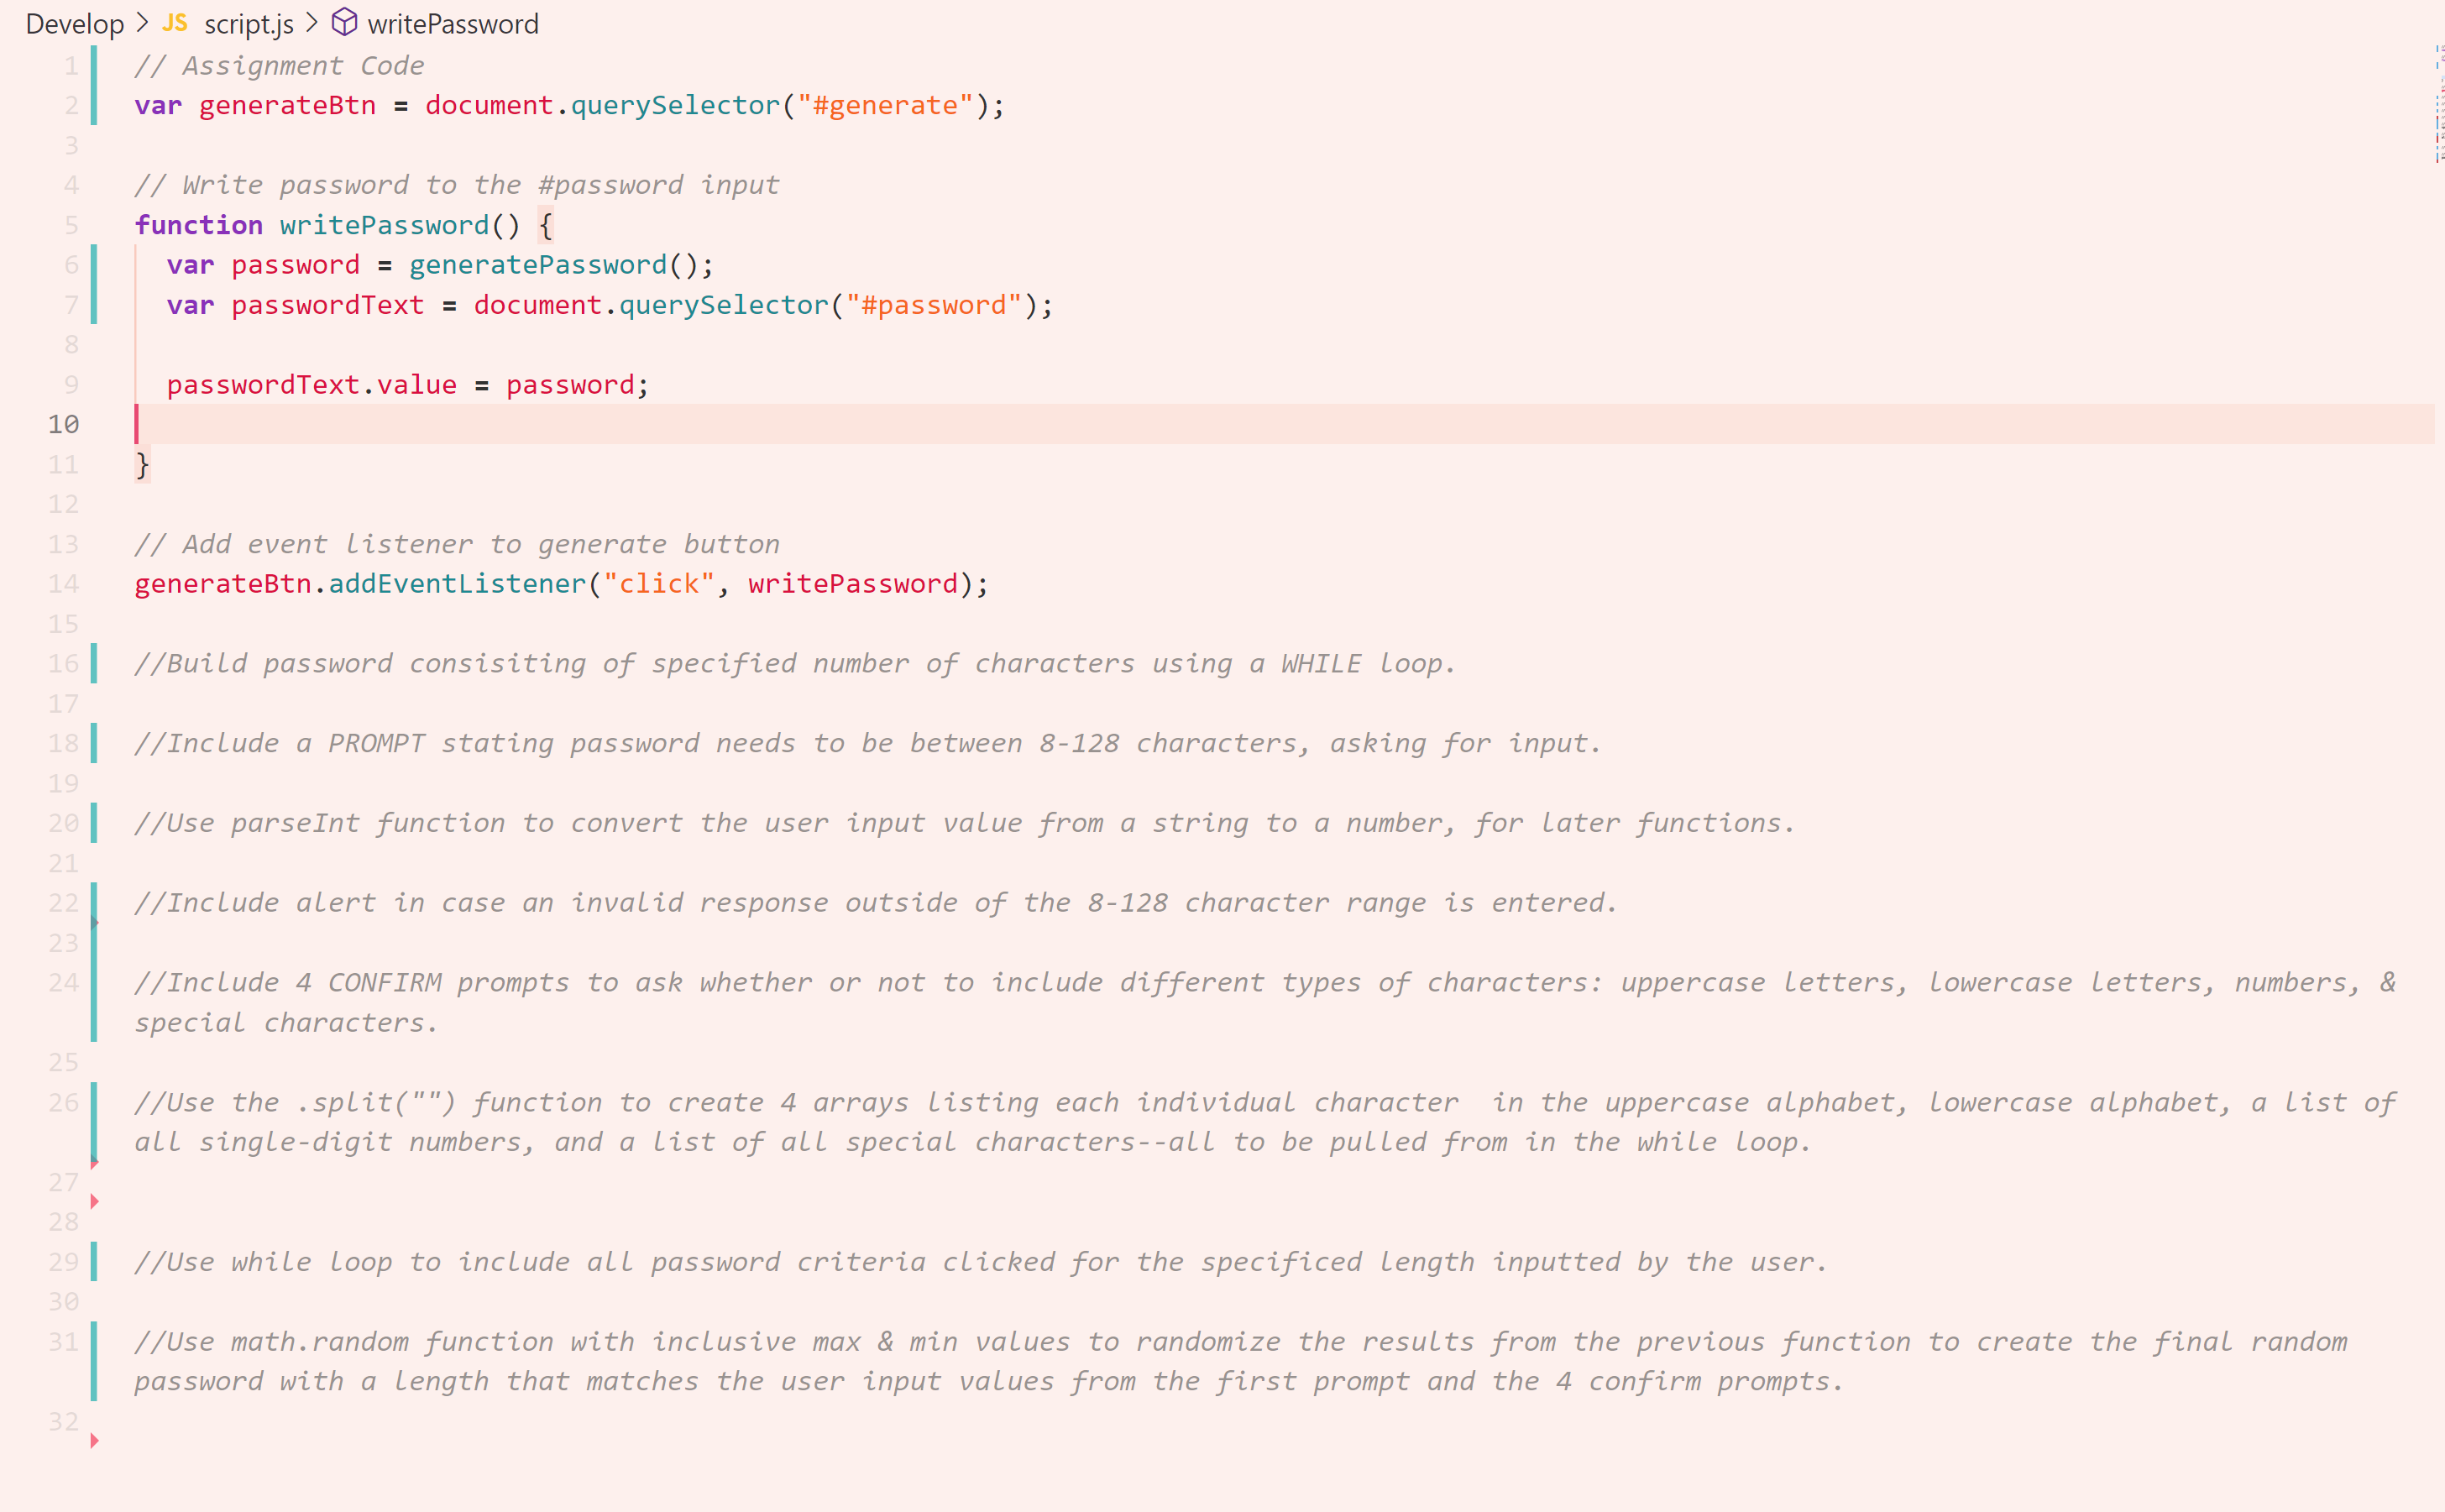 Develop > JS script.js > writePassword
1 // Assignment Code
2 var generateBtn = document.querySelector("#generate");
3
4 // Write password to the #password input
5 function writePassword() {
6 var password = generatePassword();
7 var passwordText = document.querySelector("#password");
8
9 passwordText.value = password;
10
11 }
12
13 // Add event listener to generate button
14 generateBtn.addEventListener("click", writePassword);
15
16 //Build password consisiting of specified number of characters using a WHILE loop.
17
18 //Include a PROMPT stating password needs to be between 8-128 characters, asking for input.
19
20 //Use parseInt function to convert the user input value from a string to a number, for later functions.
21
22 //Include alert in case an invalid response outside of the 8-128 character range is entered.
23
24 //Include 4 CONFIRM prompts to ask whether or not to include different types of characters: uppercase letters, lowercase letters, numbers, &
special characters.
25
26 //Use the .split("") function to create 4 arrays listing each individual character  in the uppercase alphabet, lowercase alphabet, a list of
all single-digit numbers, and a list of all special characters--all to be pulled from in the while loop.
27
28
29 //Use while loop to include all password criteria clicked for the specificed length inputted by the user.
30
31 //Use math.random function with inclusive max & min values to randomize the results from the previous function to create the final random
password with a length that matches the user input values from the first prompt and the 4 confirm prompts.
32